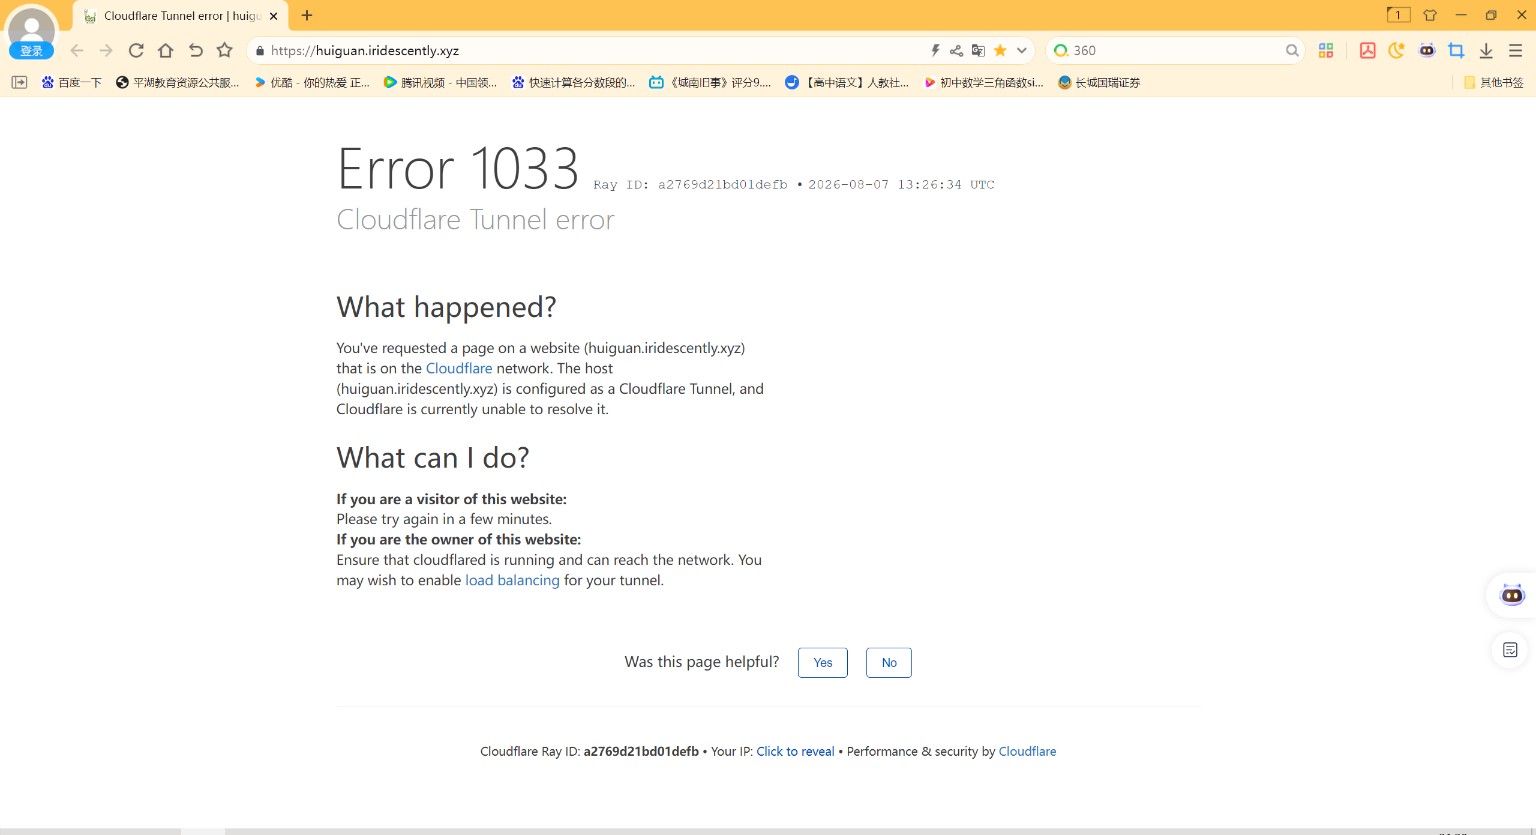 Cloudflare Tunnel error | huigu
1
登录
https://huiguan.iridescently.xyz
360
百度一下
平湖教育资源公共服...
优酷 - 你的热爱 正...
腾讯视频 - 中国领...
快速计算各分数段的...
《城南旧事》评分9....
【高中语文】人教社...
初中数学三角函数si...
长城国瑞证券
其他书签
Error 1033 Ray ID: a2769d21bd01defb • 2026-08-07 13:26:34 UTC
Cloudflare Tunnel error
What happened?
You've requested a page on a website (huiguan.iridescently.xyz)
that is on the Cloudflare network. The host
(huiguan.iridescently.xyz) is configured as a Cloudflare Tunnel, and
Cloudflare is currently unable to resolve it.
What can I do?
If you are a visitor of this website:
Please try again in a few minutes.
If you are the owner of this website:
Ensure that cloudflared is running and can reach the network. You
may wish to enable load balancing for your tunnel.
Was this page helpful? Yes No
Cloudflare Ray ID: a2769d21bd01defb • Your IP: Click to reveal • Performance & security by Cloudflare